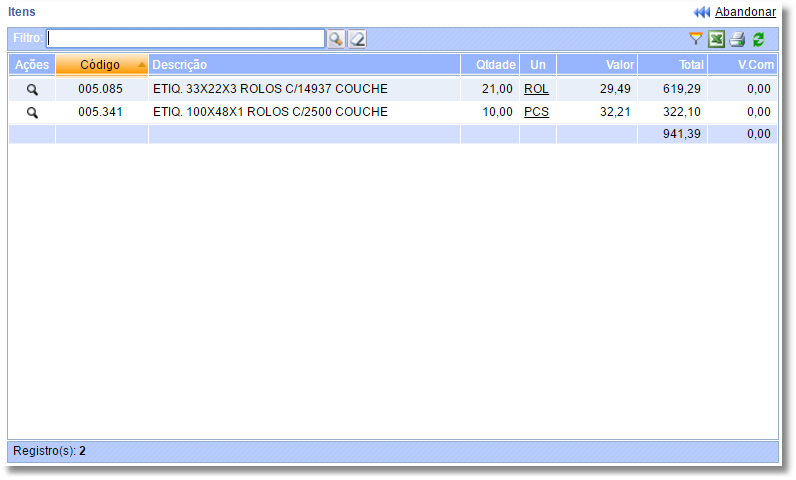 Itens Abandonar
Filtro:
Ações Código Descrição Qtdade Un Valor Total V.Com
005.085 ETIQ. 33X22X3 ROLOS C/14937 COUCHE 21,00 ROL 29,49 619,29 0,00
005.341 ETIQ. 100X48X1 ROLOS C/2500 COUCHE 10,00 PCS 32,21 322,10 0,00
941,39 0,00
Registro(s): 2